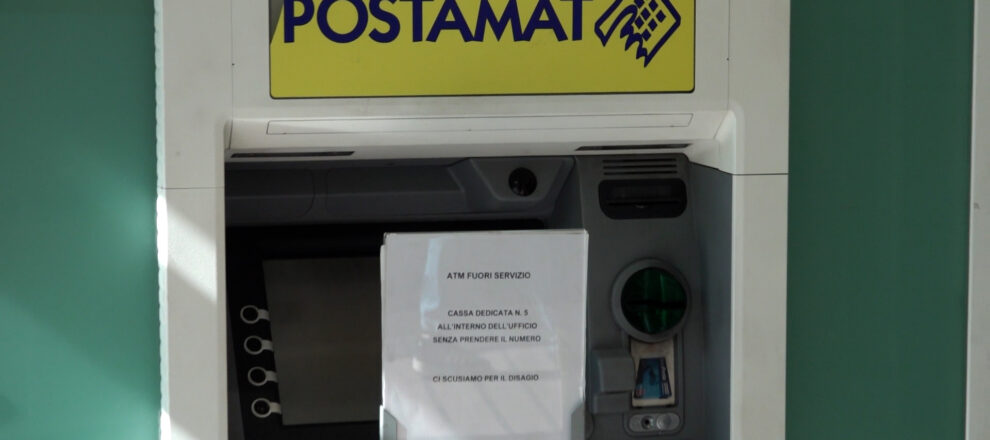 POSTAMAT
ATM FUORI SERVIZIO
CASSA DEDICATA N. 5
ALL'INTERNO DELL'UFFICIO
SENZA PRENDERE IL NUMERO
CI SCUSIAMO PER IL DISAGIO